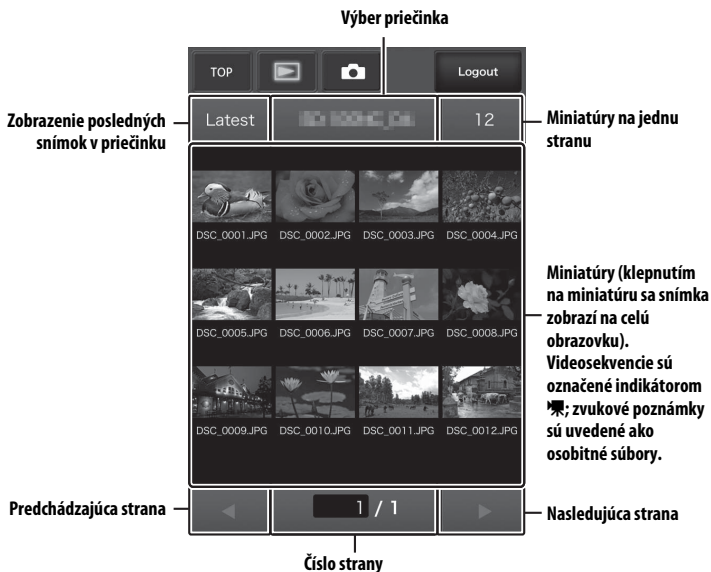 Výber priečinka
TOP
Logout
Zobrazenie posledných
snímok v priečinku
Latest
12
Miniatúry na jednu
stranu
DSC_0001.JPG DSC_0002.JPG DSC_0003.JPG DSC_0004.JPG
DSC_0005.JPG DSC_0006.JPG DSC_0007.JPG DSC_0008.JPG
DSC_0009.JPG DSC_0010.JPG DSC_0011.JPG DSC_0012.JPG
Miniatúry (klepnutím
na miniatúru sa snímka
zobrazí na celú
obrazovku).
Videosekvencie sú
označené indikátorom
; zvukové poznámky
sú uvedené ako
osobitné súbory.
Predchádzajúca strana
1 / 1
Nasledujúca strana
Číslo strany